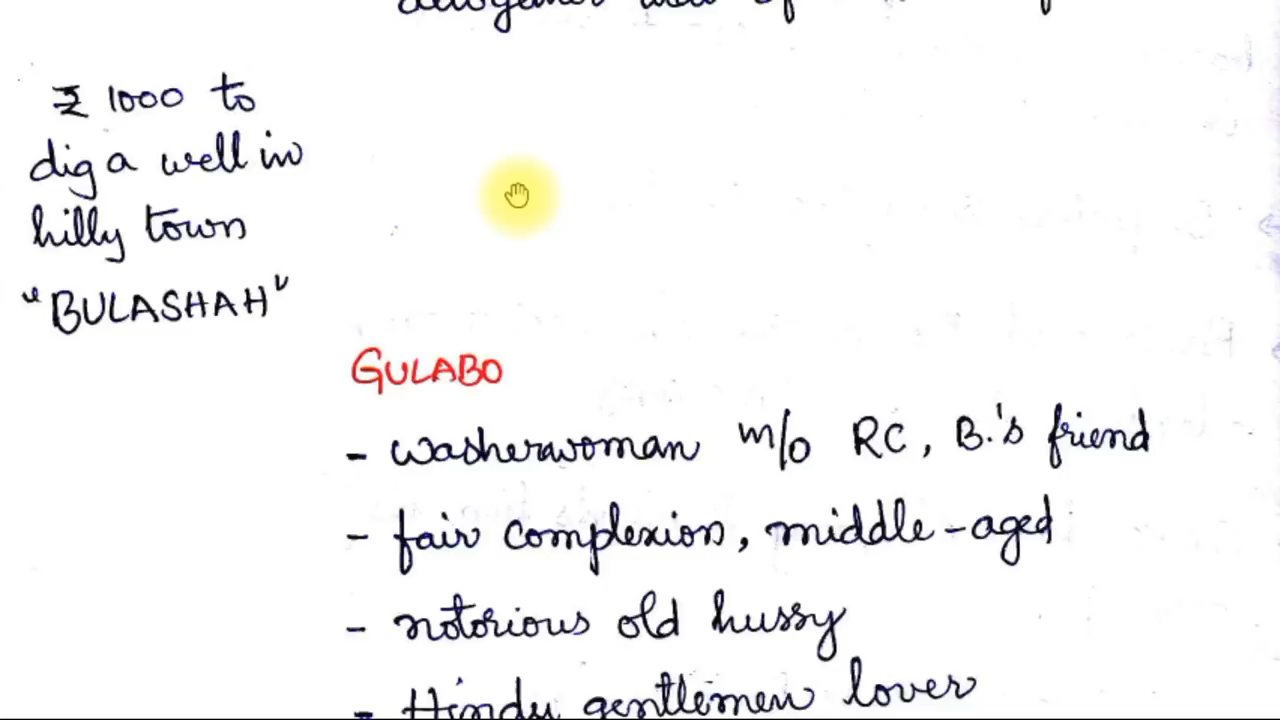 of
₹ 1000 to
dig a well in
hilly town
"BULASHAH"
GULABO
- washerwoman m/o RC, B.'s friend
- fair complexion, middle-aged
- notorious old hussy
- Hindu gentlemen lover